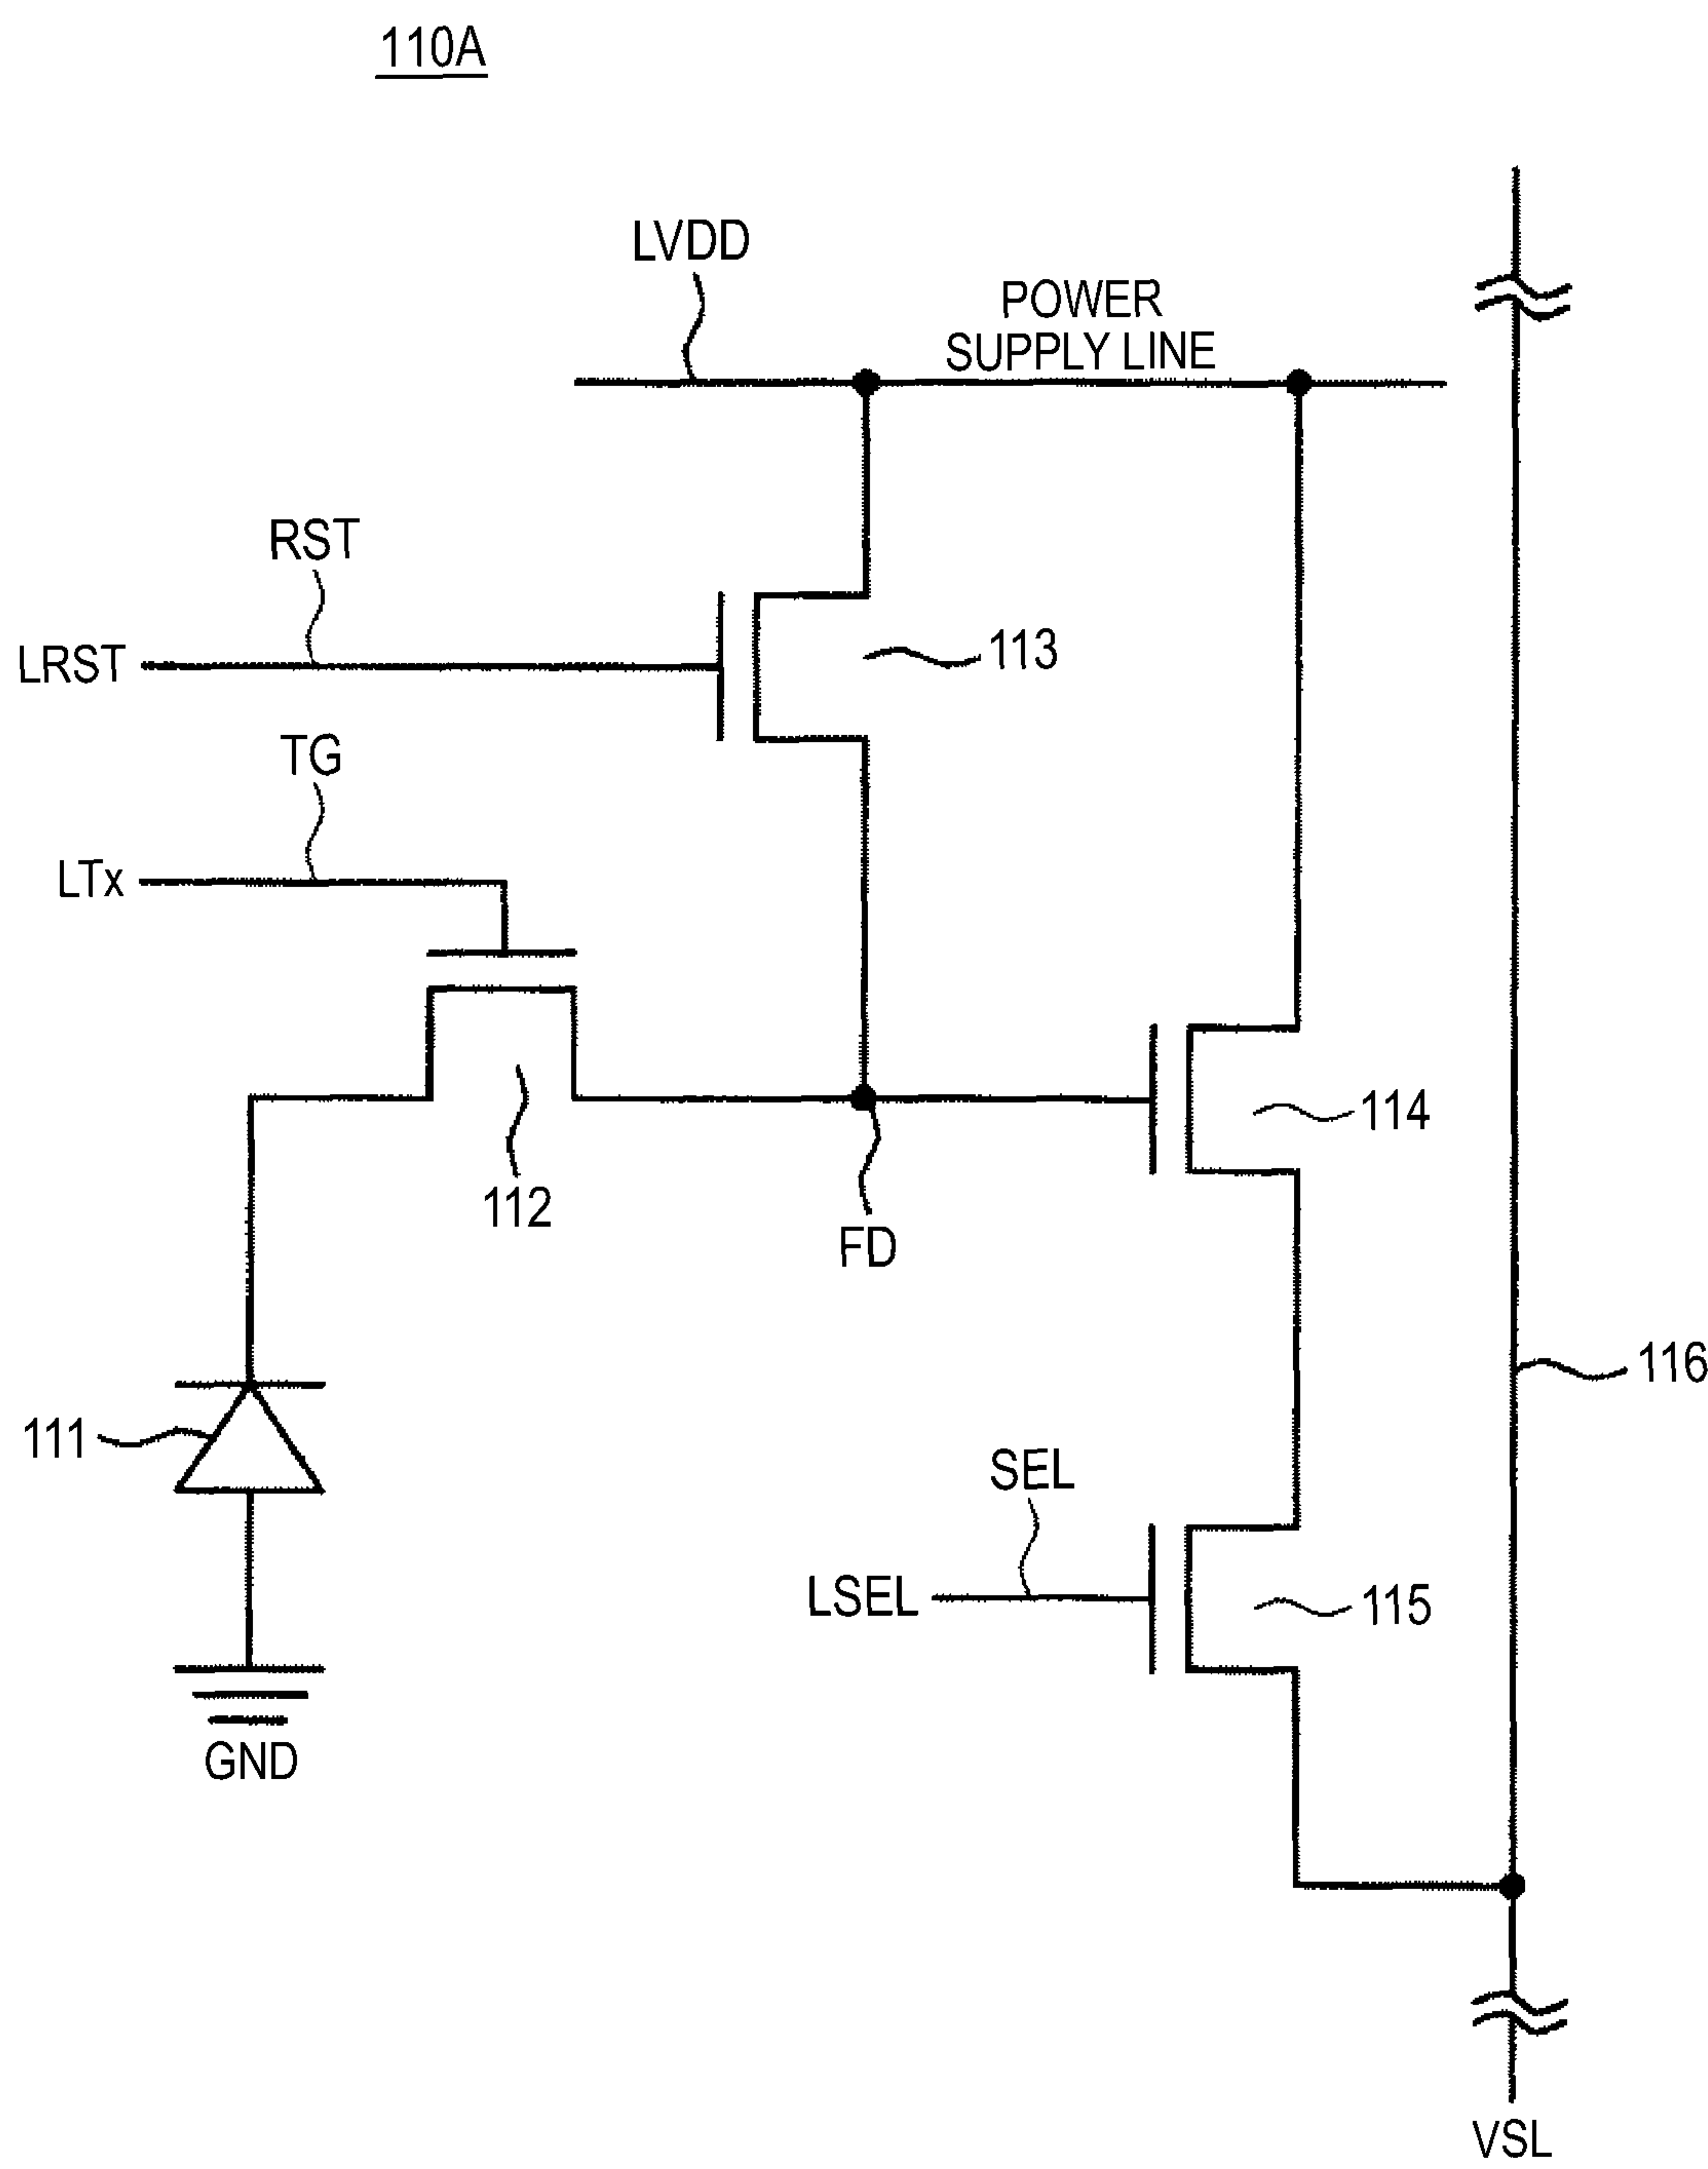 110A
LVDD
POWER
SUPPLY LINE
RST
LRST
113
TG
LTx
114
112
FD
116
111
SEL
LSEL
115
GND
VSL